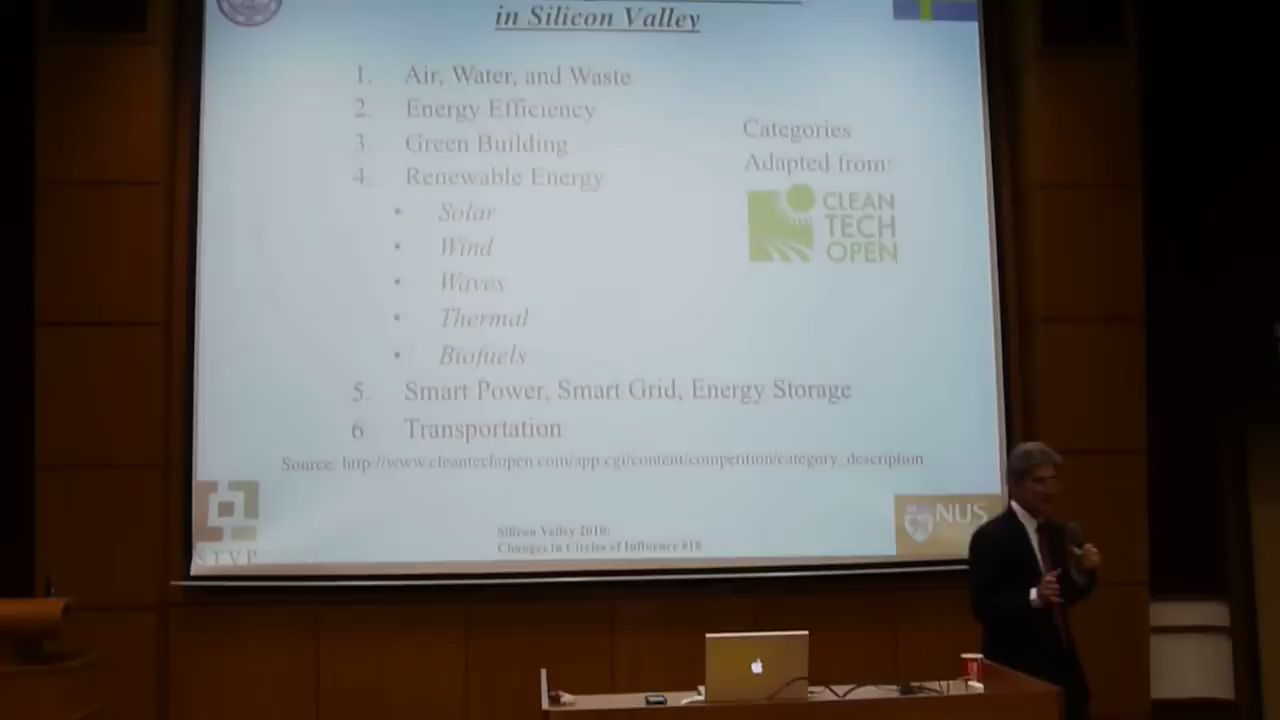 in Silicon Valley
1. Air, Water, and Waste
2. Energy Efficiency
3. Green Building
4. Renewable Energy
• Solar
• Wind
• Waves
• Thermal
• Biofuels
5. Smart Power, Smart Grid, Energy Storage
6 Transportation
Categories
Adapted from:
CLEAN
TECH
OPEN
Source: http://www.cleantechopen.com/app.cgi/content/competition/category_description
STVP
Silicon Valley 2010:
Changes in Circles of Influence #18
NUS